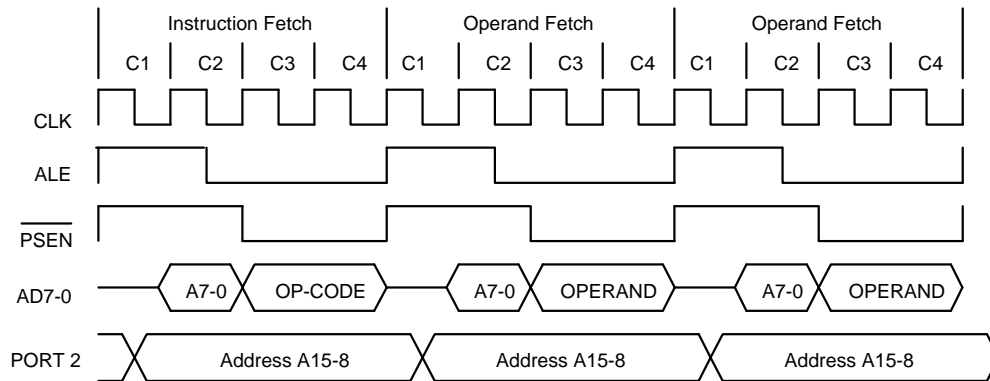 Instruction Fetch Operand Fetch Operand Fetch
C1 C2 C3 C4 C1 C2 C3 C4 C1 C2 C3 C4
CLK
ALE
PSEN
AD7-0 A7-0 OP-CODE A7-0 OPERAND A7-0 OPERAND
PORT 2 Address A15-8 Address A15-8 Address A15-8